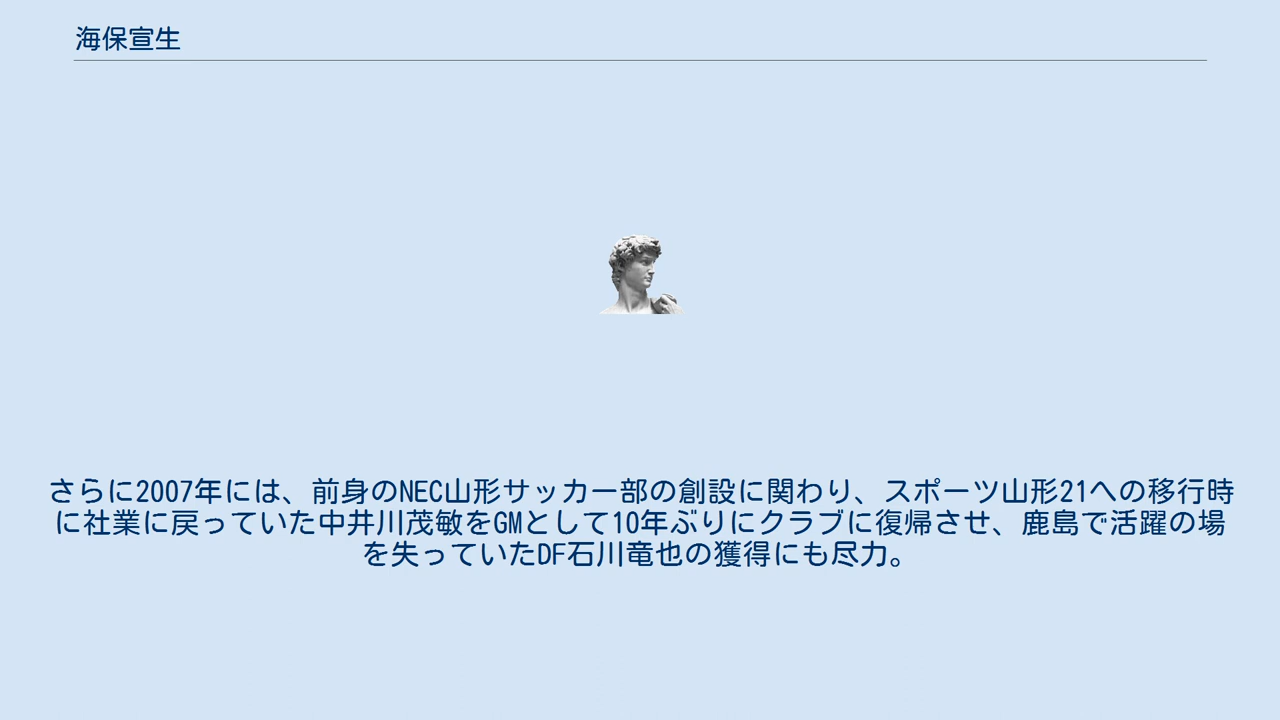 海保宣生
さらに2007年には、前身のNEC山形サッカー部の創設に関わり、スポーツ山形21への移行時
に社業に戻っていた中井川茂敏をGMとして10年ぶりにクラブに復帰させ、鹿島で活躍の場
を失っていたDF石川竜也の獲得にも尽力。